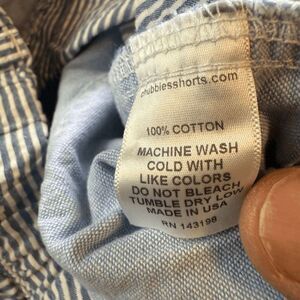 chubbiesshorts.com
100% COTTON
MACHINE WASH
COLD WITH
LIKE COLORS
DO NOT BLEACH
TUMBLE DRY LOW
MADE IN USA
RN 143198